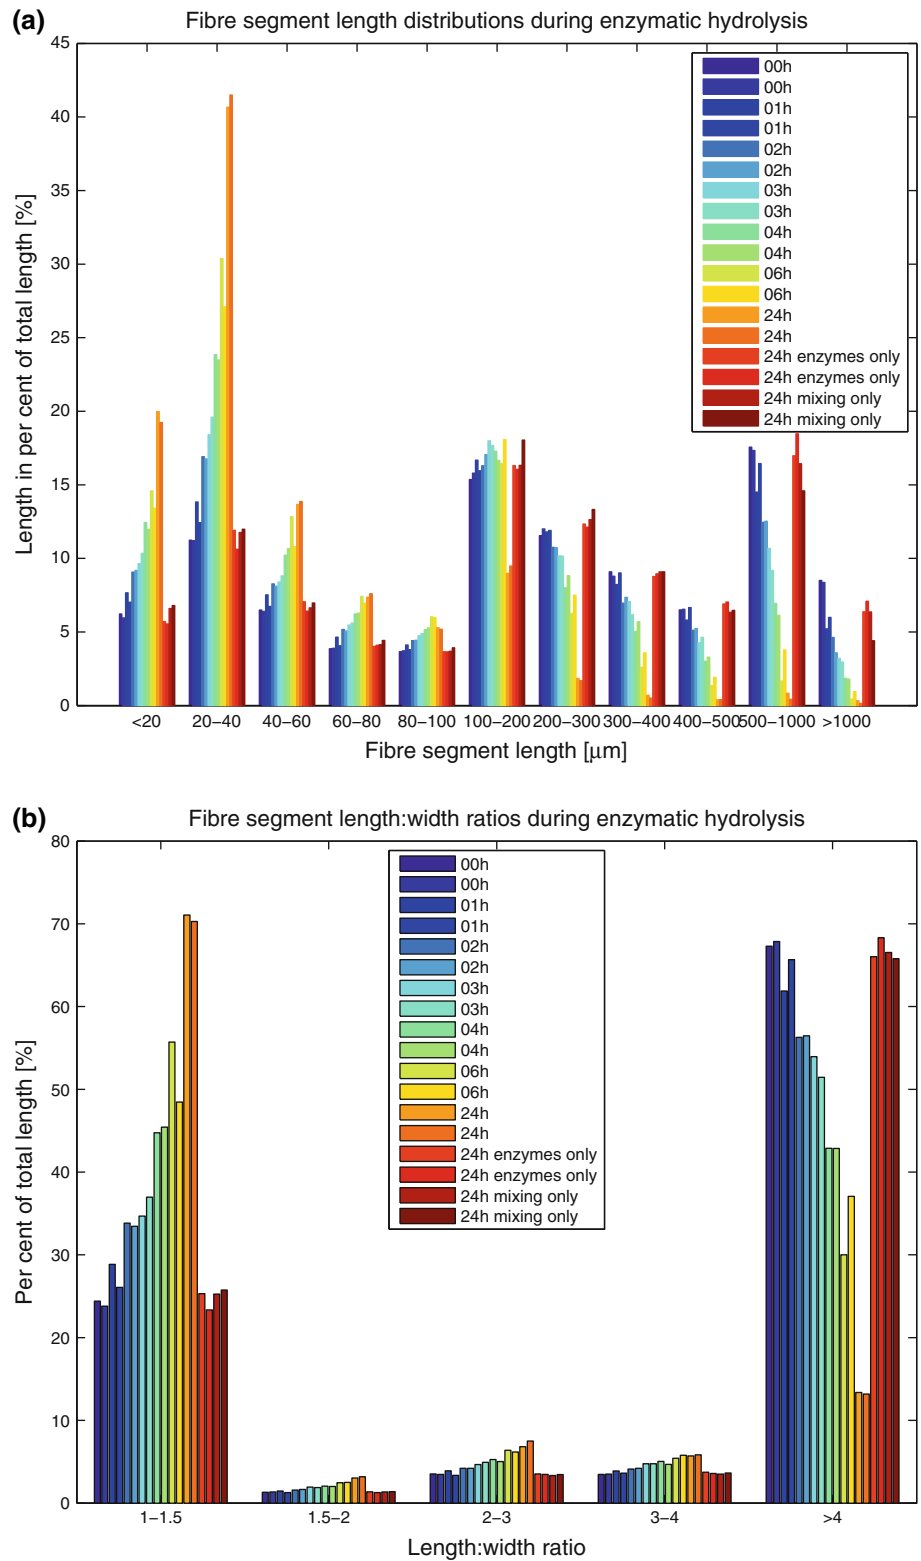 (a)
Fibre segment length distributions during enzymatic hydrolysis
45
40
35
30
25
20
15
10
5
0
Length in per cent of total length [%]
00h
00h
01h
01h
02h
02h
03h
03h
04h
04h
06h
06h
24h
24h
24h enzymes only
24h enzymes only
24h mixing only
24h mixing only
<20 20–40 40–60 60–80 80–100 100–200 200–300 300–400 400–500 500–1000 >1000
Fibre segment length [μm]
(b)
Fibre segment length:width ratios during enzymatic hydrolysis
80
70
60
50
40
30
20
10
0
Per cent of total length [%]
00h
00h
01h
01h
02h
02h
03h
03h
04h
04h
06h
06h
24h
24h
24h enzymes only
24h enzymes only
24h mixing only
24h mixing only
1–1.5 1.5–2 2–3 3–4 >4
Length:width ratio